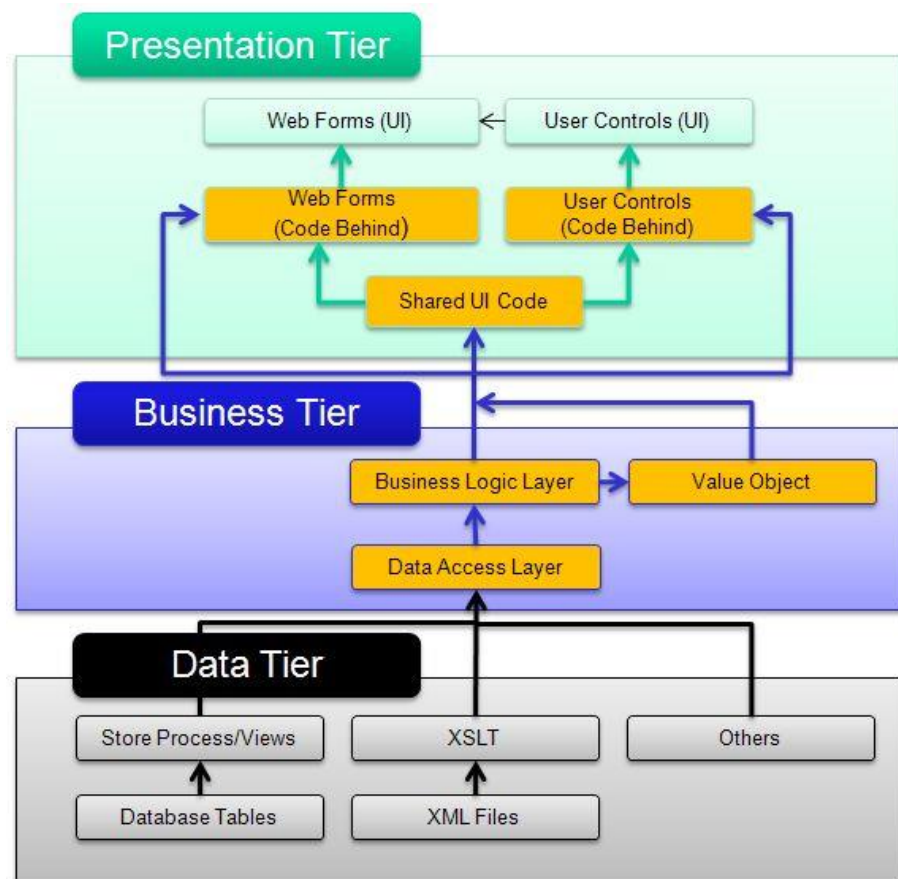 Presentation Tier
Web Forms (UI)
User Controls (UI)
Web Forms
(Code Behind)
User Controls
(Code Behind)
Shared UI Code
Business Tier
Business Logic Layer
Value Object
Data Access Layer
Data Tier
Store Process/Views
XSLT
Others
Database Tables
XML Files